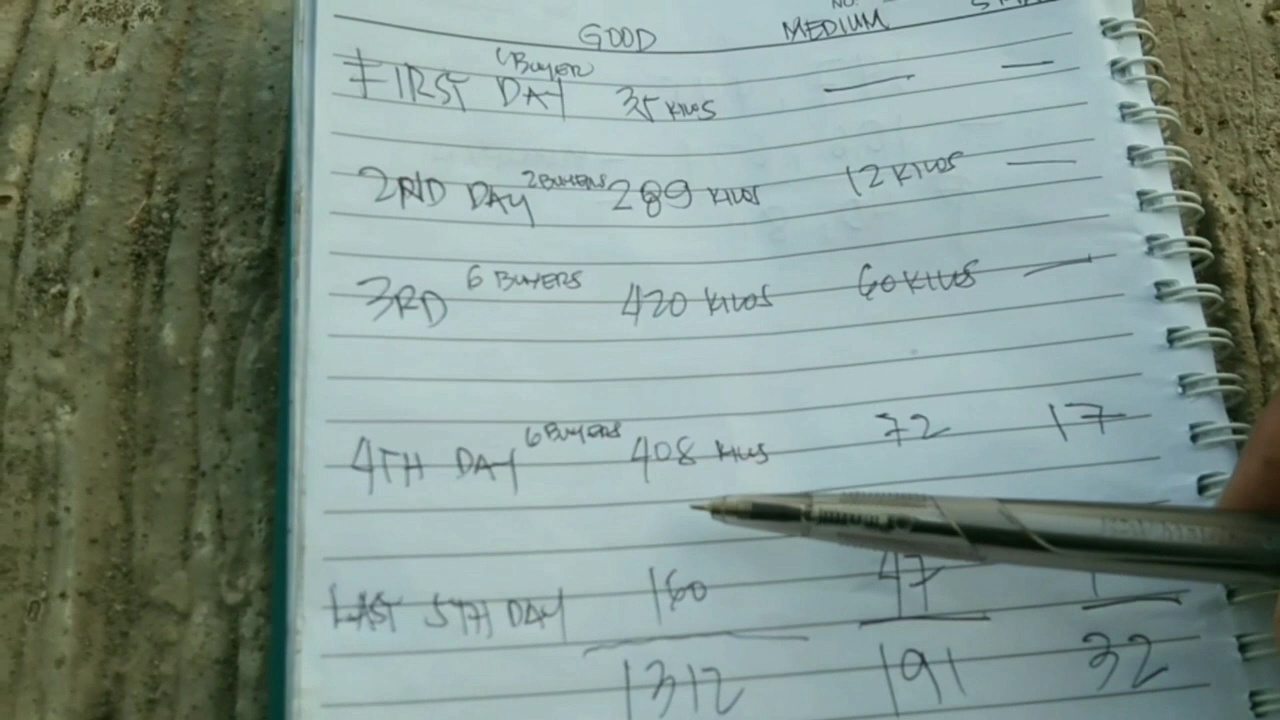 GOOD MEDIUM
FIRST DAY 1 BUYER 35 KILOS — —
2ND DAY 2 BUYERS 289 KILOS 12 KILOS —
3RD 6 BUYERS 420 KILOS 60 KILOS —
4TH DAY 6 BUYERS 408 KILOS 72 17
LAST 5TH DAY 160 47
1312 191 32